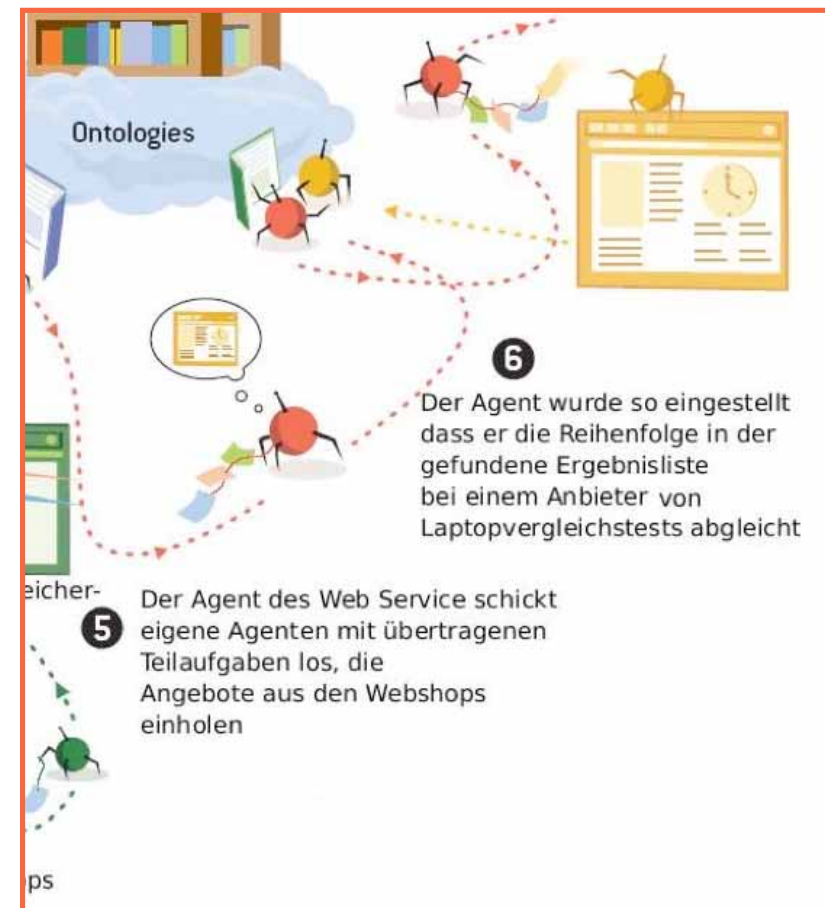 Ontologies
6
Der Agent wurde so eingestellt
dass er die Reihenfolge in der
gefundene Ergebnisliste
bei einem Anbieter von
Laptopvergleichstests abgleicht
eicher-
5
Der Agent des Web Service schickt
eigene Agenten mit übertragenen
Teilaufgaben los, die
Angebote aus den Webshops
einholen
ps